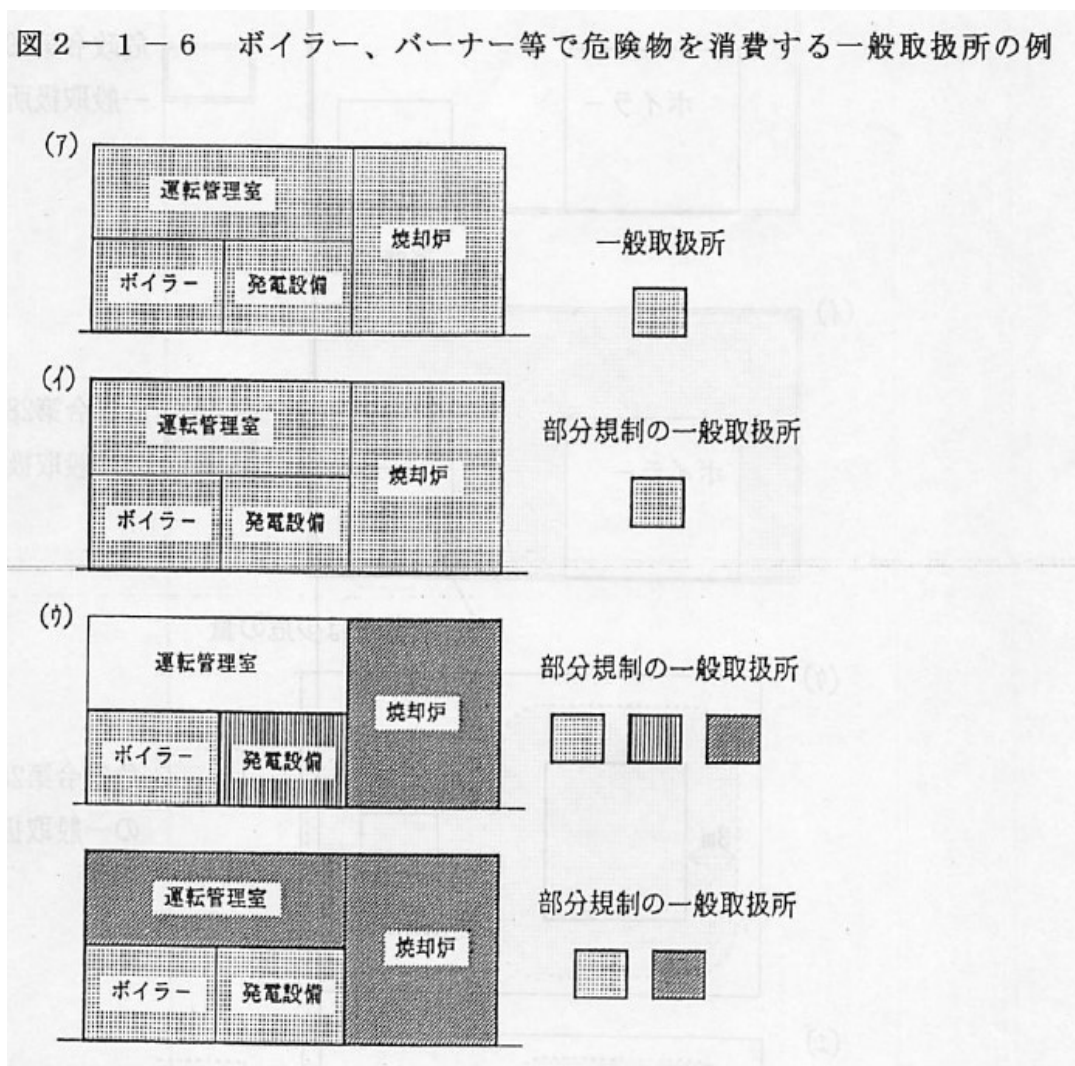 図2-1-6 ボイラー、バーナー等で危険物を消費する一般取扱所の例
(ア)
運転管理室
焼却炉
ボイラー
発電設備
一般取扱所
(イ)
運転管理室
焼却炉
ボイラー
発電設備
部分規制の一般取扱所
(ウ)
運転管理室
焼却炉
ボイラー
発電設備
部分規制の一般取扱所
運転管理室
焼却炉
ボイラー
発電設備
部分規制の一般取扱所